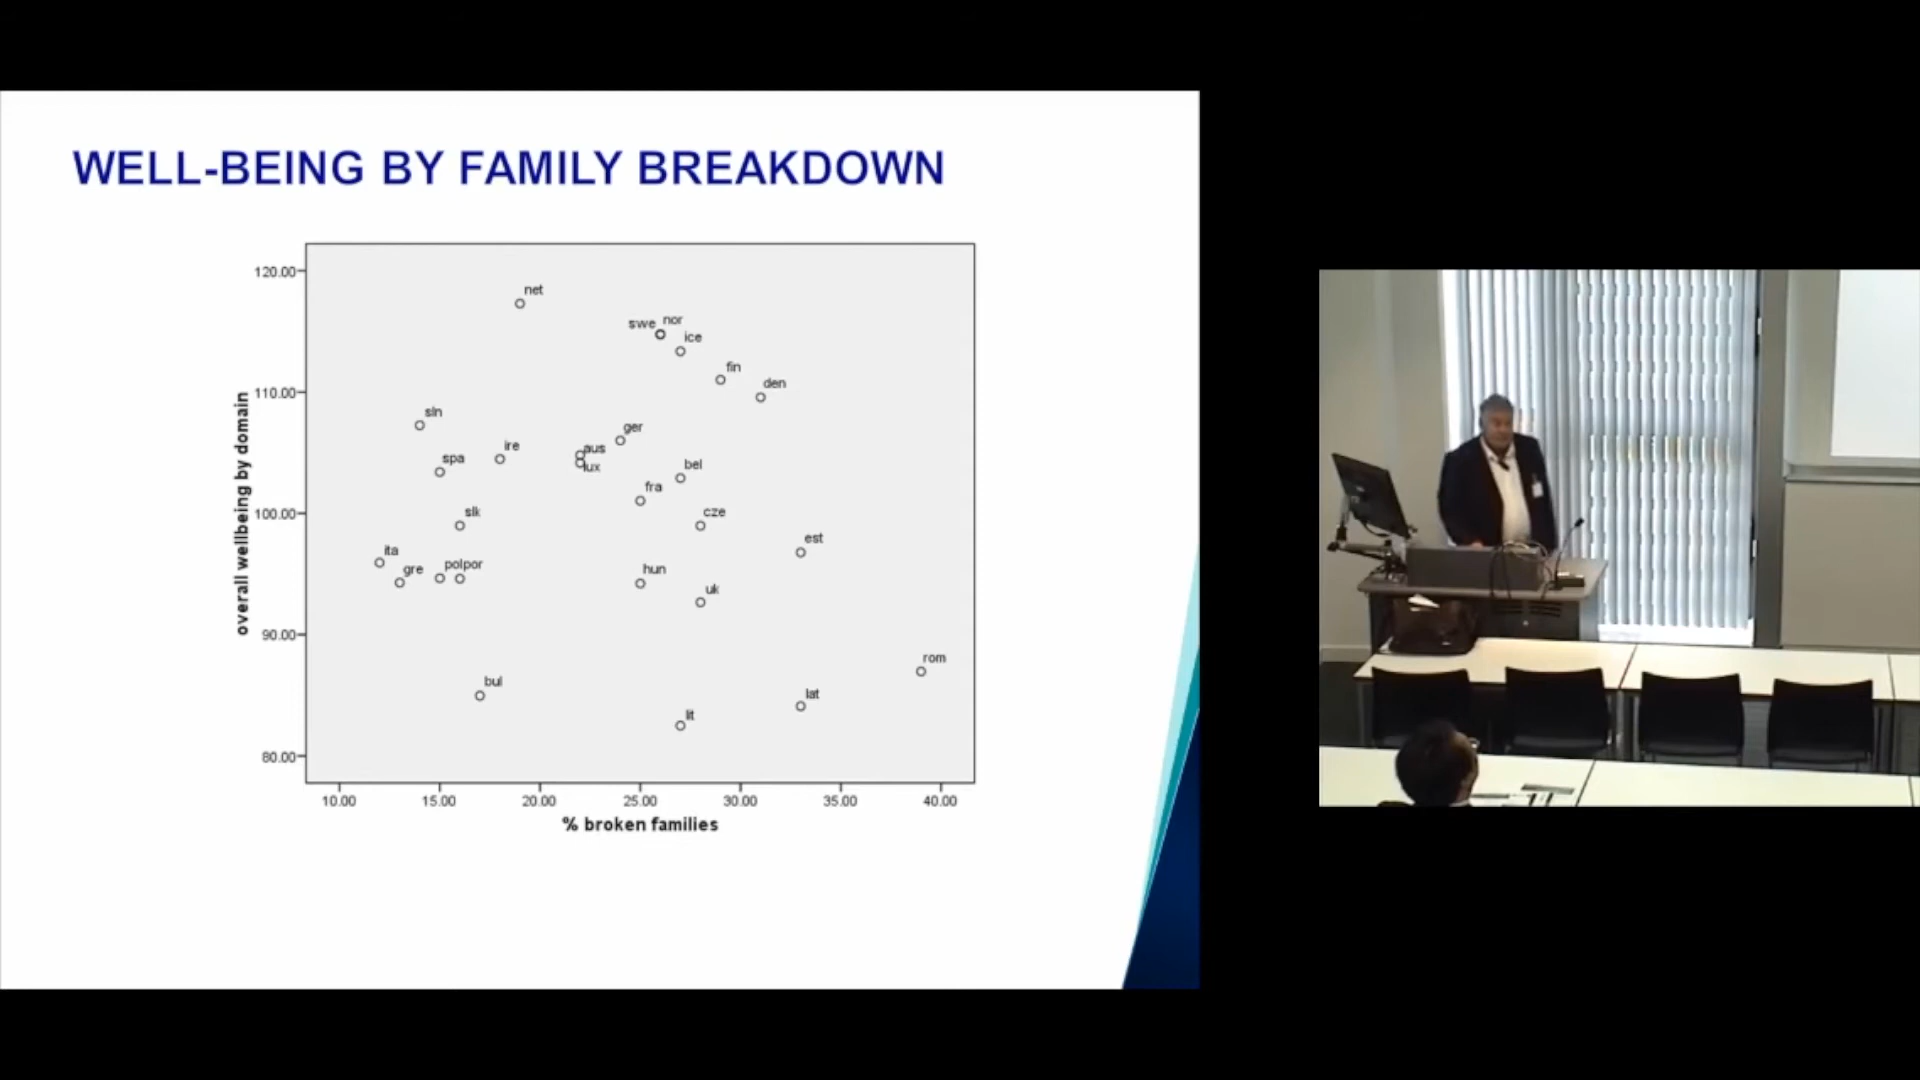 WELL-BEING BY FAMILY BREAKDOWN
120.00
110.00
100.00
90.00
80.00
overall wellbeing by domain
net
swe nor
ice
fin
den
sln
ger
ire
aus
spa
lux
bel
fra
slk
cze
est
ita
gre
polpor
hun
uk
rom
bul
lat
lit
10.00 15.00 20.00 25.00 30.00 35.00 40.00
% broken families